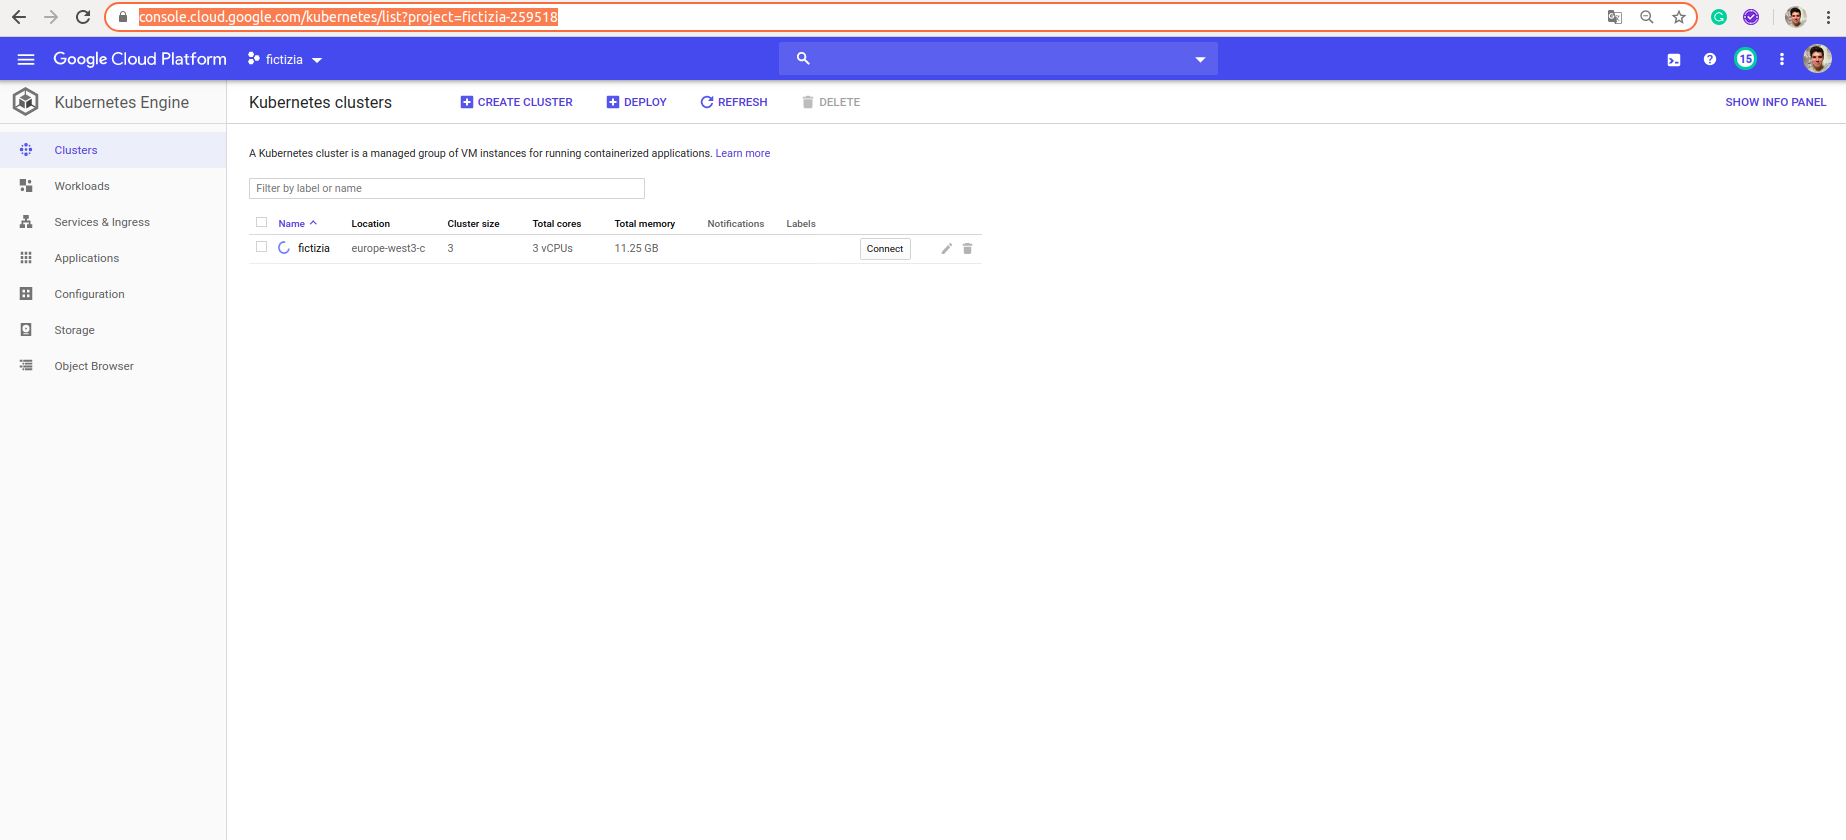 console.cloud.google.com/kubernetes/list?project=fictizia-259518
Google Cloud Platform
fictizia
15
Kubernetes Engine
Kubernetes clusters
CREATE CLUSTER
DEPLOY
REFRESH
DELETE
SHOW INFO PANEL
Clusters
Workloads
Services & Ingress
Applications
Configuration
Storage
Object Browser
A Kubernetes cluster is a managed group of VM instances for running containerized applications. Learn more
Filter by label or name
Name Location Cluster size Total cores Total memory Notifications Labels
fictizia europe-west3-c 3 3 vCPUs 11.25 GB Connect